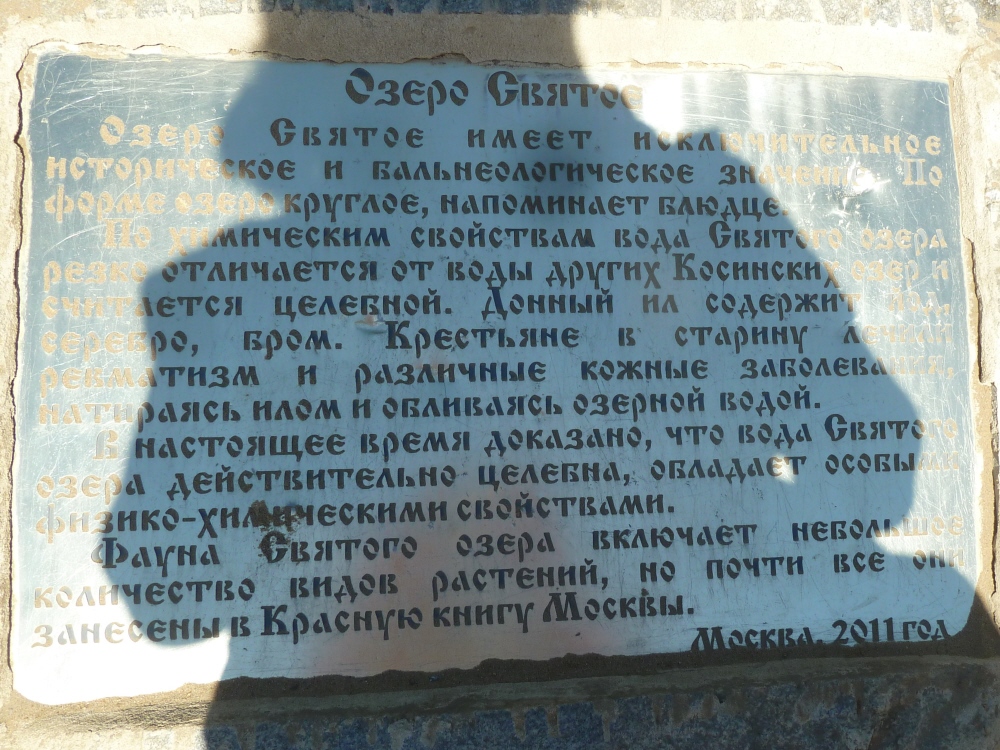 Озеро Святое
Озеро Святое имеет исключительное
историческое и бальнеологическое значение. По
форме озеро круглое, напоминает блюдце.
По химическим свойствам вода Святого озера
резко отличается от воды других Косинских озер и
считается целебной. Донный ил содержит йод,
серебро, бром. Крестьяне в старину лечили
ревматизм и различные кожные заболевания,
натираясь илом и обливаясь озерной водой.
В настоящее время доказано, что вода Святого
озера действительно целебна, обладает особыми
физико-химическими свойствами.
Фауна Святого озера включает небольшое
количество видов растений, но почти все они
занесены в Красную книгу Москвы.
Москва, 2011 год